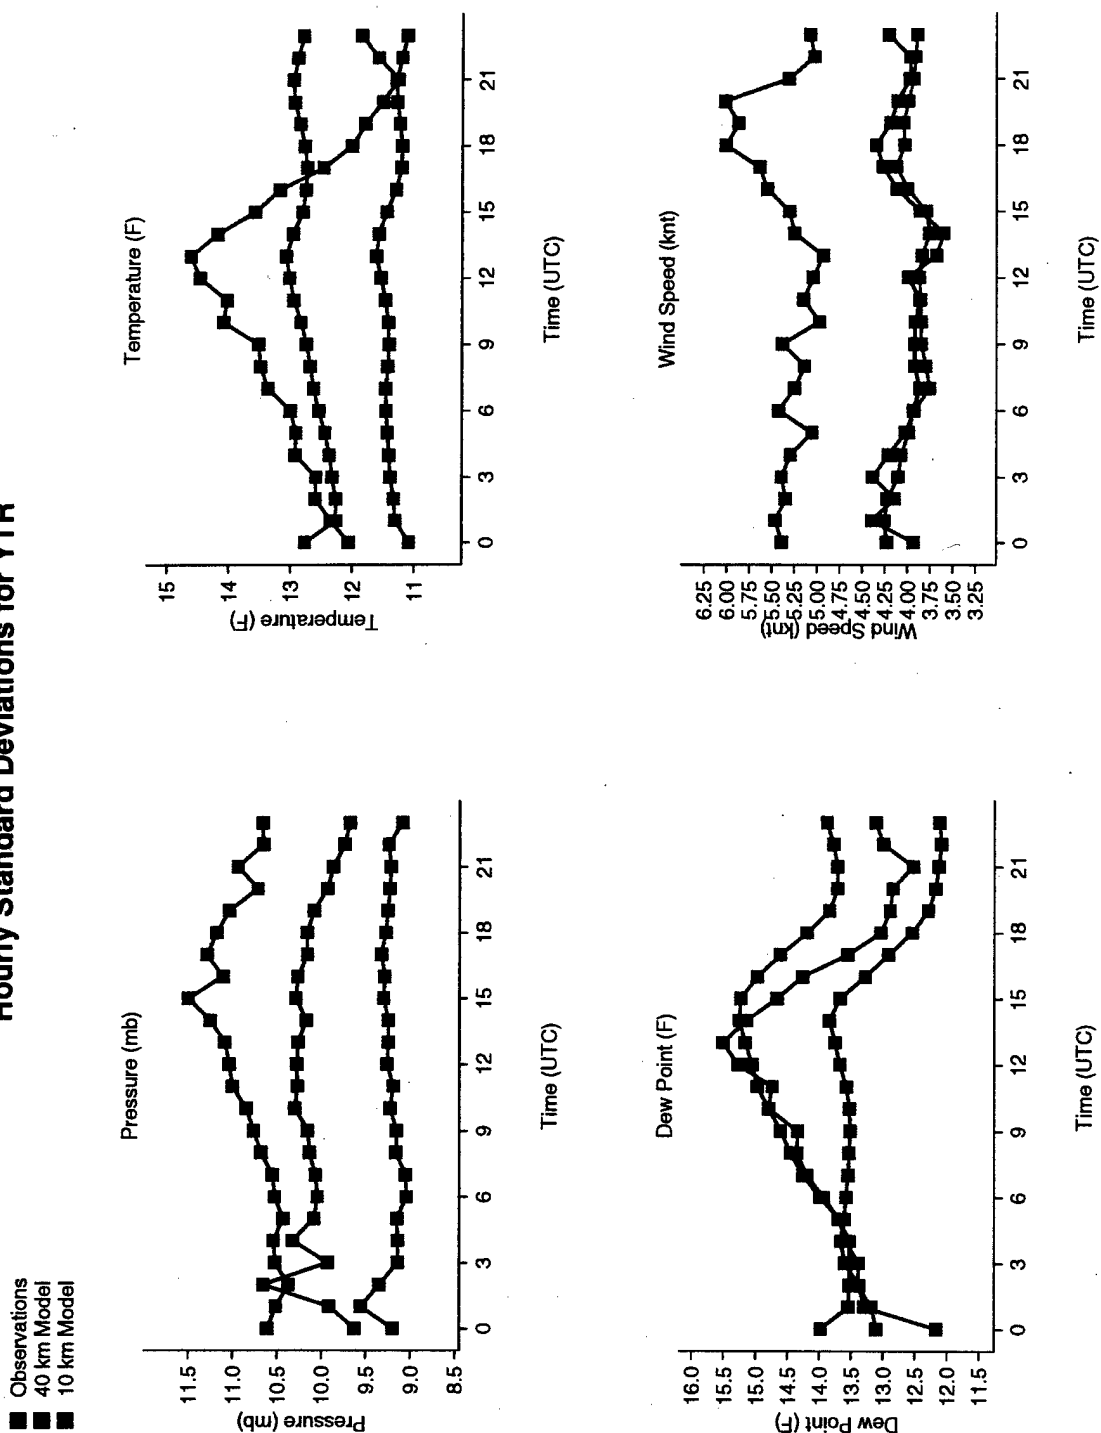 Hourly Standard Deviations for YTR
Observations
40 km Model
10 km Model
Pressure (mb)
Pressure (mb)
11.5
11.0
10.5
10.0
9.5
9.0
8.5
0 3 6 9 12 15 18 21
Time (UTC)
Temperature (F)
Temperature (F)
15
14
13
12
11
0 3 6 9 12 15 18 21
Time (UTC)
Dew Point (F)
Dew Point (F)
16.0
15.5
15.0
14.5
14.0
13.5
13.0
12.5
12.0
11.5
0 3 6 9 12 15 18 21
Time (UTC)
Wind Speed (knt)
Wind Speed (knt)
6.25
6.00
5.75
5.50
5.25
5.00
4.75
4.50
4.25
4.00
3.75
3.50
3.25
0 3 6 9 12 15 18 21
Time (UTC)